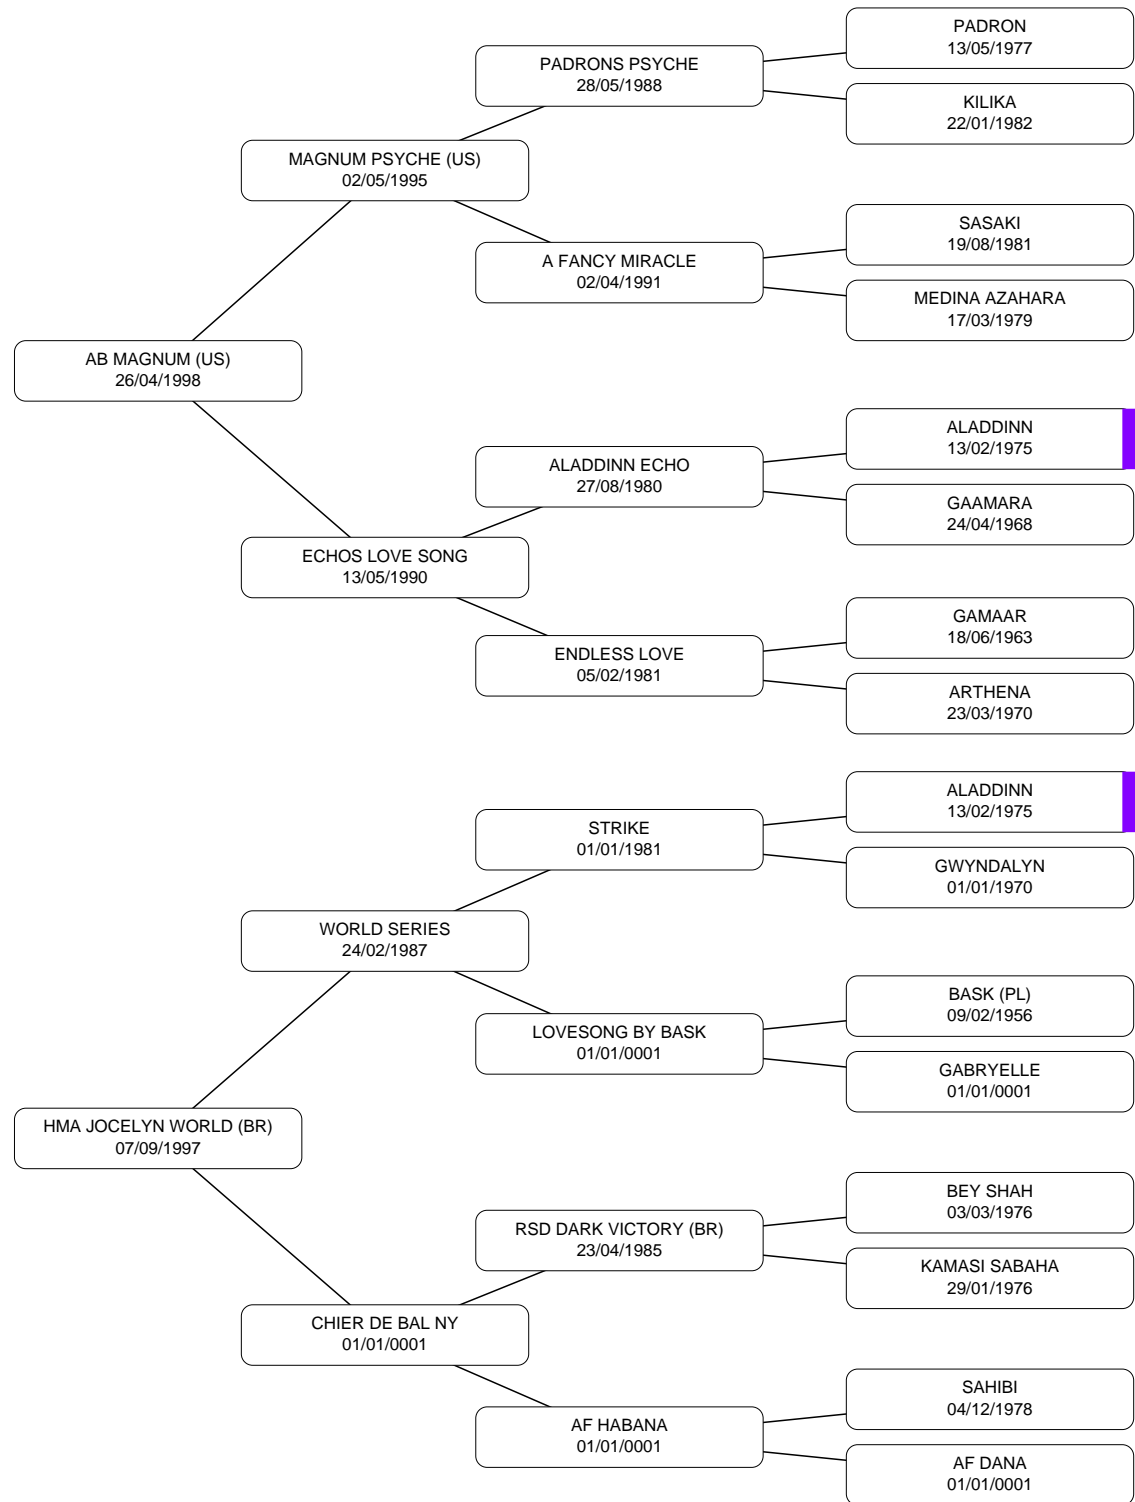 PADRON
13/05/1977
PADRONS PSYCHE
28/05/1988
KILIKA
22/01/1982
MAGNUM PSYCHE (US)
02/05/1995
SASAKI
19/08/1981
A FANCY MIRACLE
02/04/1991
MEDINA AZAHARA
17/03/1979
AB MAGNUM (US)
26/04/1998
ALADDINN
13/02/1975
ALADDINN ECHO
27/08/1980
GAAMARA
24/04/1968
ECHOS LOVE SONG
13/05/1990
GAMAAR
18/06/1963
ENDLESS LOVE
05/02/1981
ARTHENA
23/03/1970
ALADDINN
13/02/1975
STRIKE
01/01/1981
GWYNDALYN
01/01/1970
WORLD SERIES
24/02/1987
BASK (PL)
09/02/1956
LOVESONG BY BASK
01/01/0001
GABRYELLE
01/01/0001
HMA JOCELYN WORLD (BR)
07/09/1997
BEY SHAH
03/03/1976
RSD DARK VICTORY (BR)
23/04/1985
KAMASI SABAHA
29/01/1976
CHIER DE BAL NY
01/01/0001
SAHIBI
04/12/1978
AF HABANA
01/01/0001
AF DANA
01/01/0001